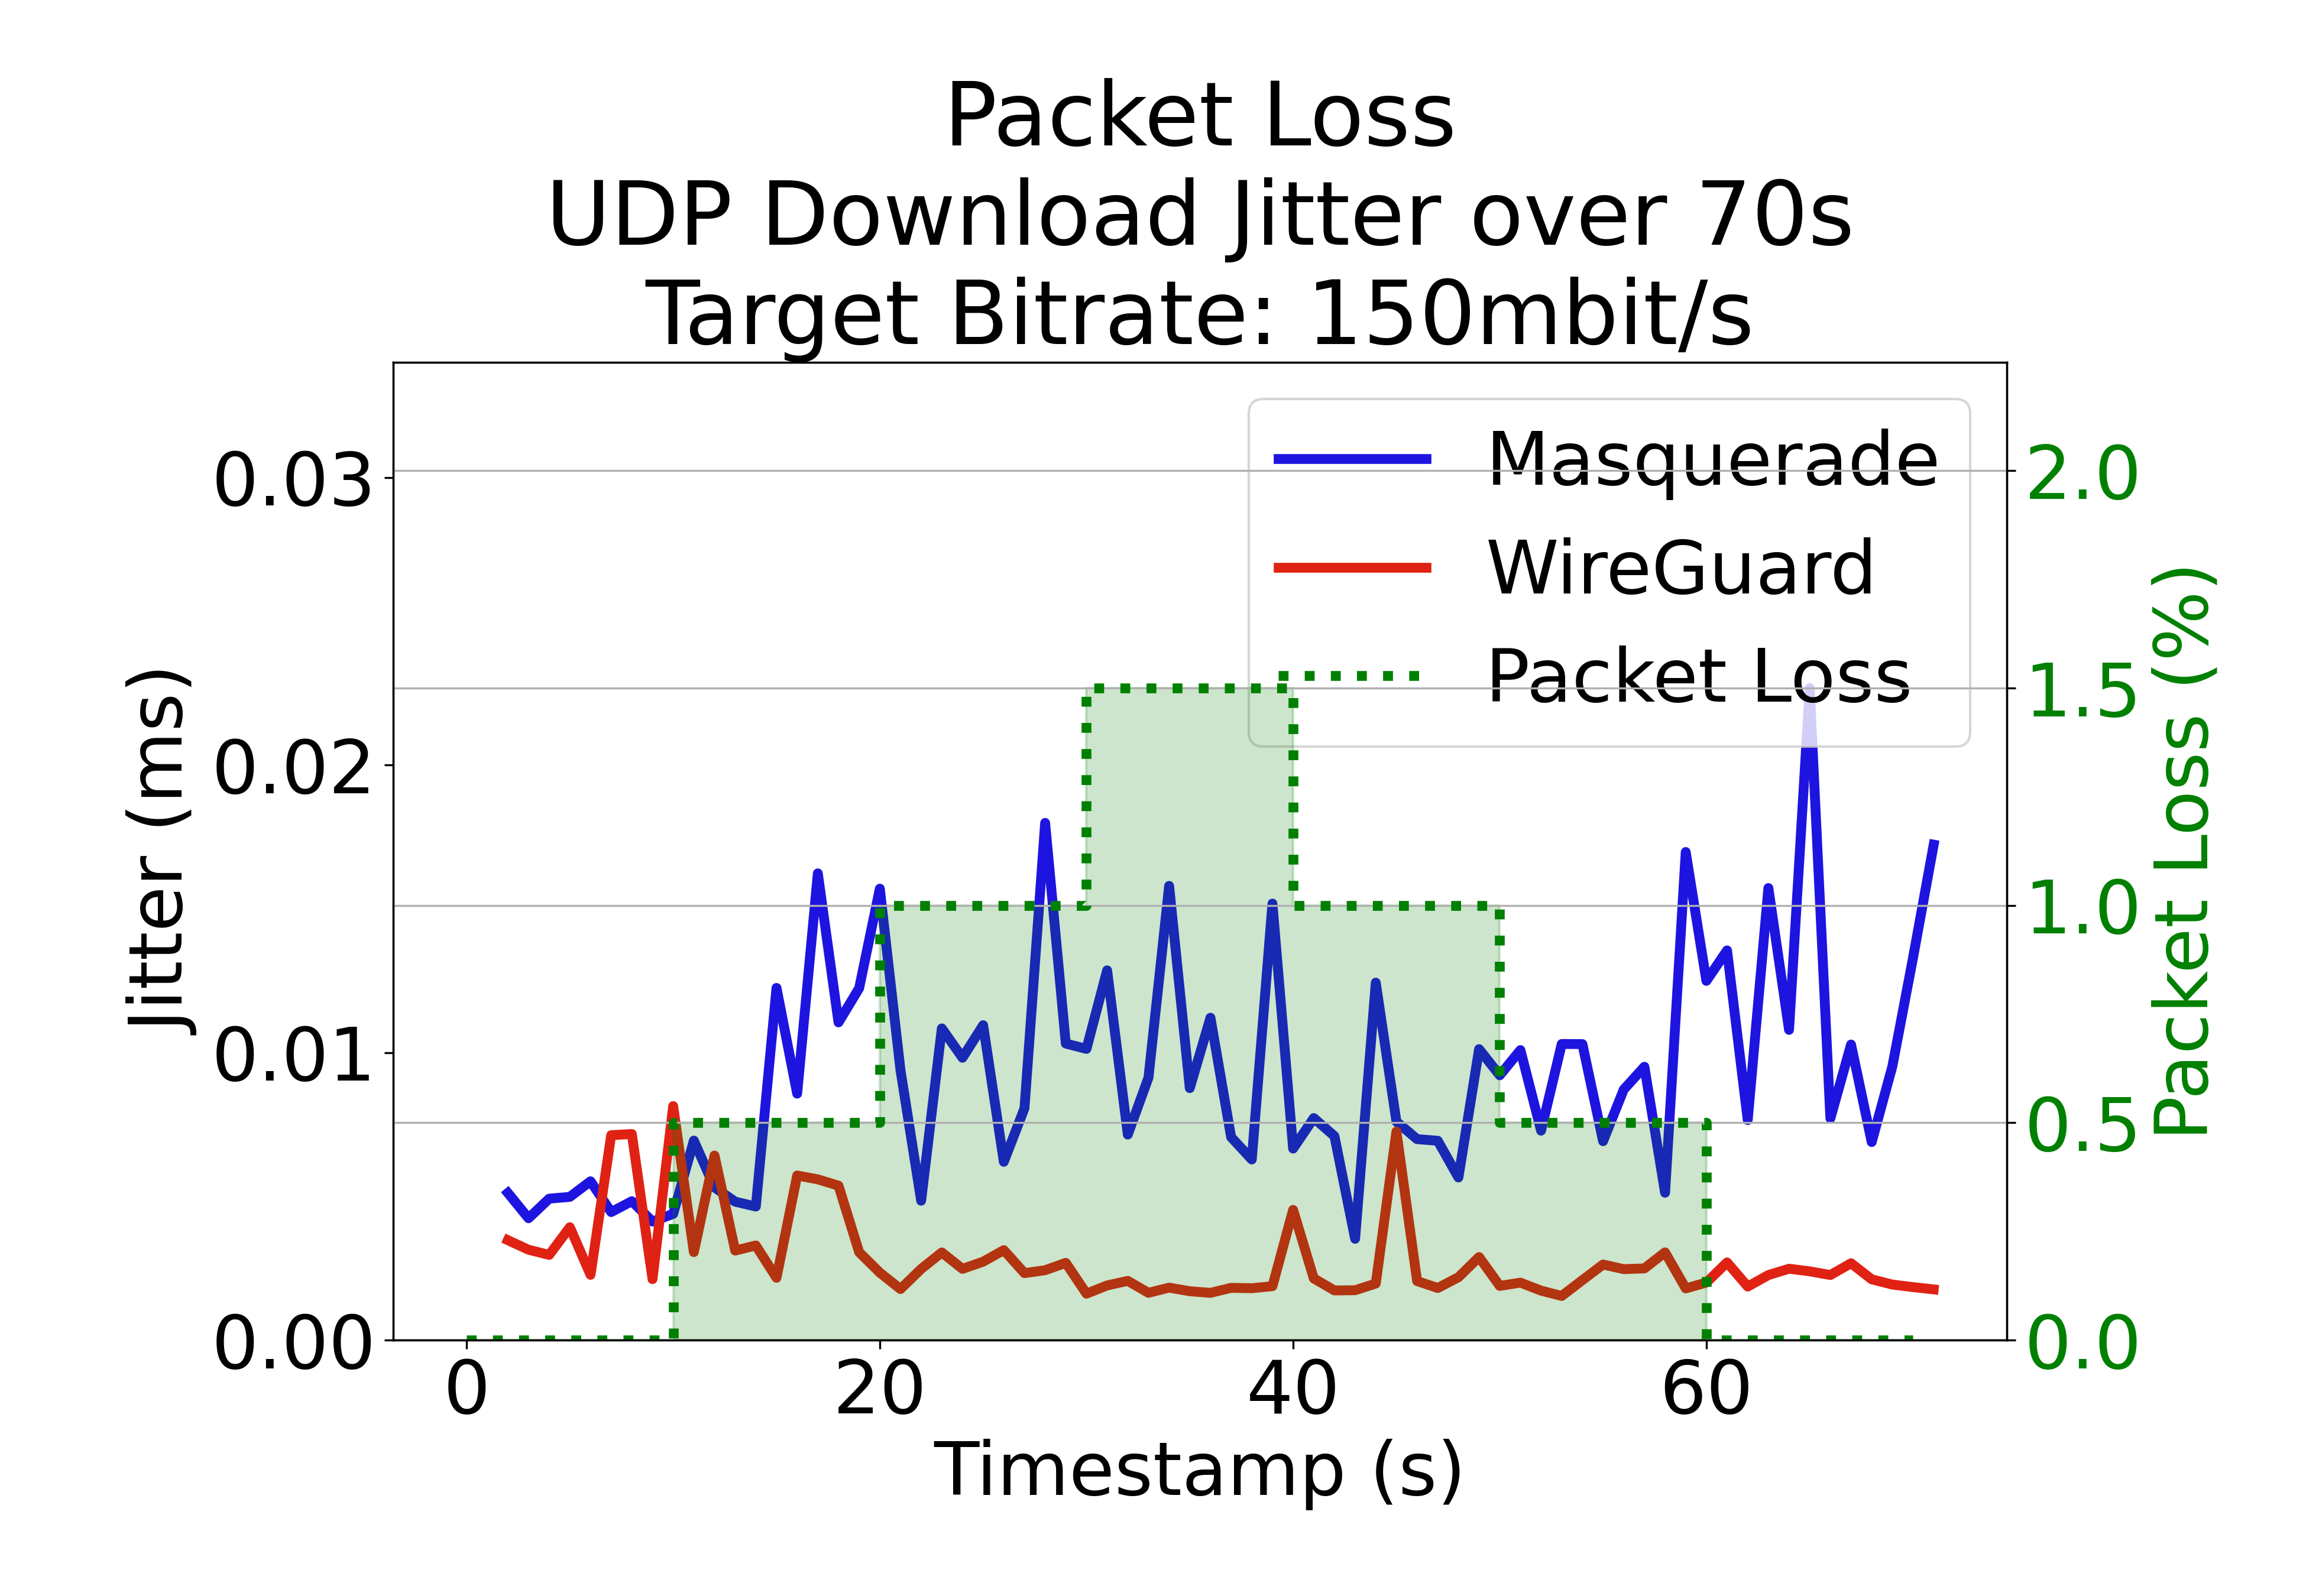 Packet Loss
UDP Download Jitter over 70s
Target Bitrate: 150mbit/s
Masquerade
WireGuard
Packet Loss
Jitter (ms)
0.03
0.02
0.01
0.00
2.0
1.5
1.0
0.5
0.0
Packet Loss (%)
0 20 40 60
Timestamp (s)